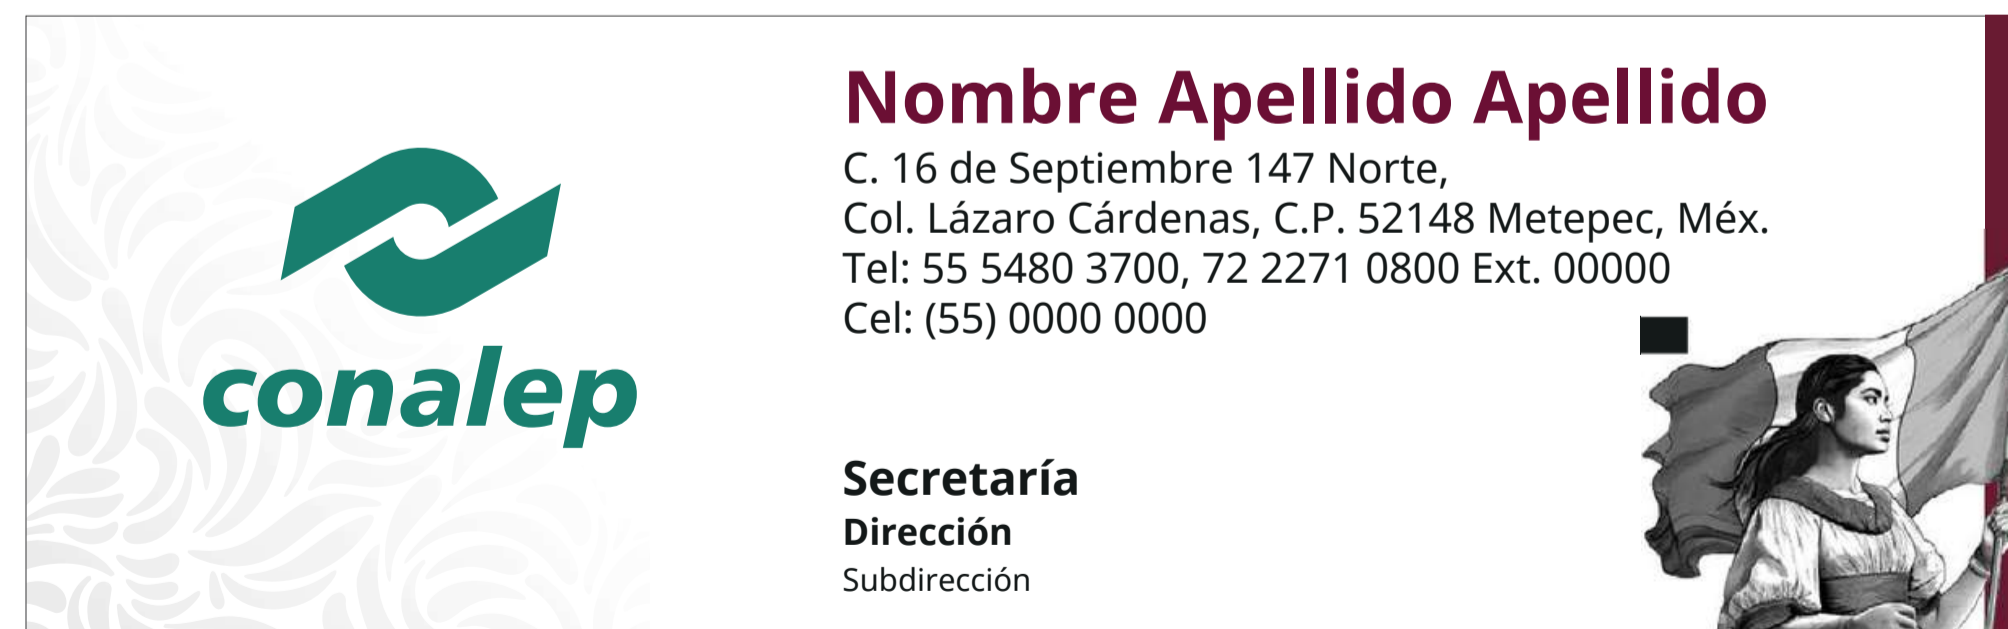 conalep
Nombre Apellido Apellido
C. 16 de Septiembre 147 Norte,
Col. Lázaro Cárdenas, C.P. 52148 Metepec, Méx.
Tel: 55 5480 3700, 72 2271 0800 Ext. 00000
Cel: (55) 0000 0000
Secretaría
Dirección
Subdirección